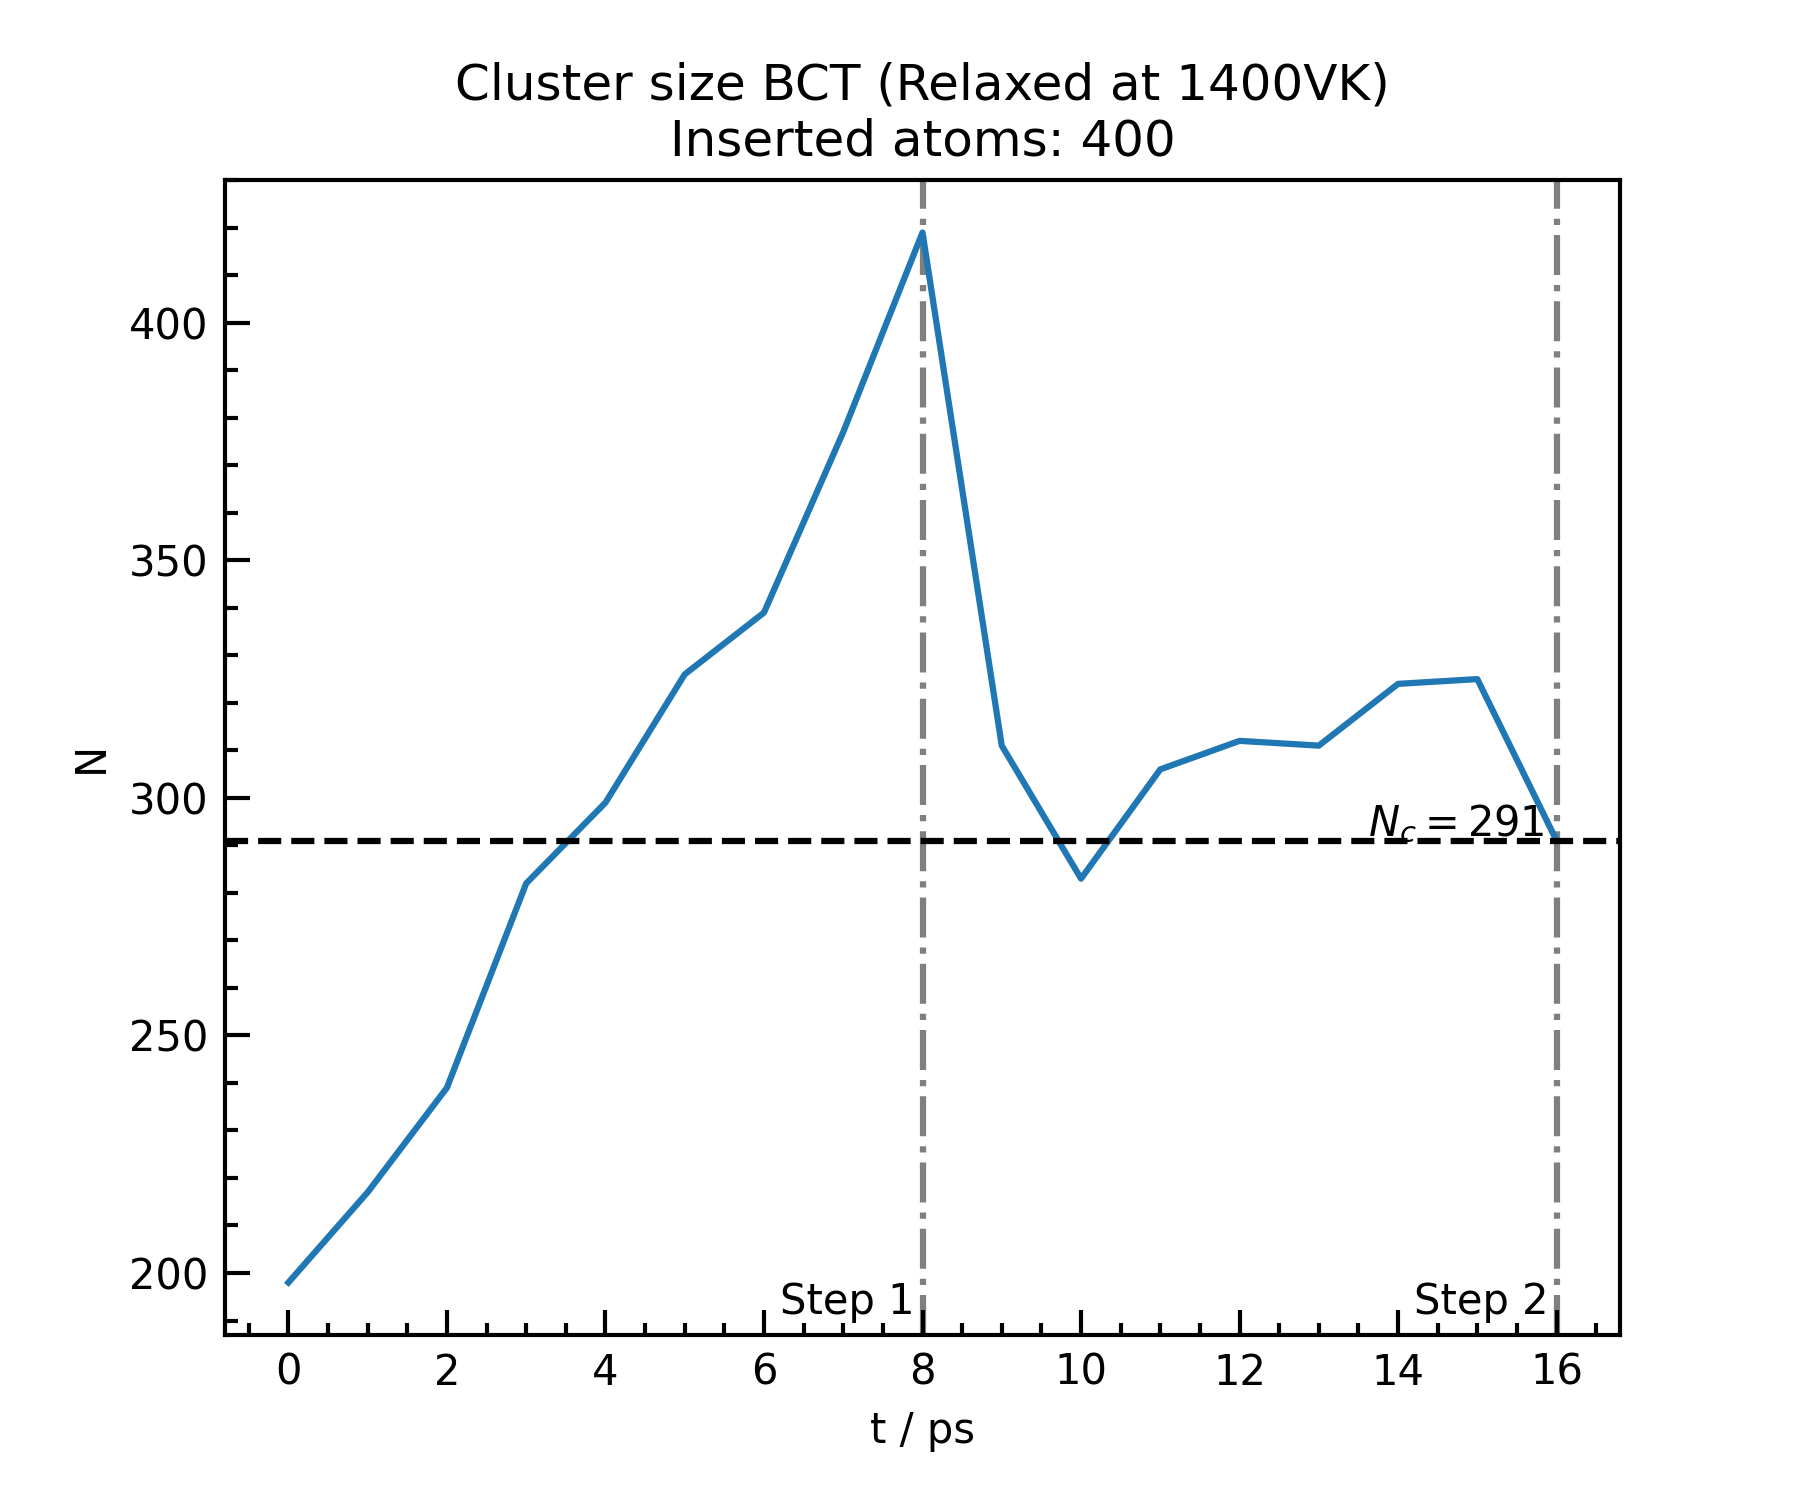 Cluster size BCT (Relaxed at 1400VK)
Inserted atoms: 400
400
350
300
250
200
N
N_c = 291
Step 1
Step 2
0 2 4 6 8 10 12 14 16
t / ps